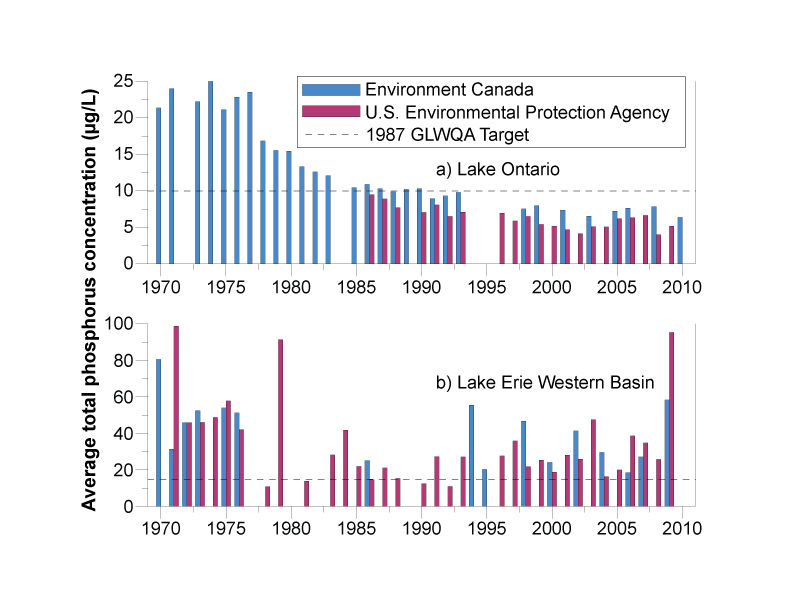 Average total phosphorus concentration (µg/L)
25
20
15
10
5
0
Environment Canada
U.S. Environmental Protection Agency
1987 GLWQA Target
a) Lake Ontario
1970 1975 1980 1985 1990 1995 2000 2005 2010
100
80
60
40
20
0
b) Lake Erie Western Basin
1970 1975 1980 1985 1990 1995 2000 2005 2010